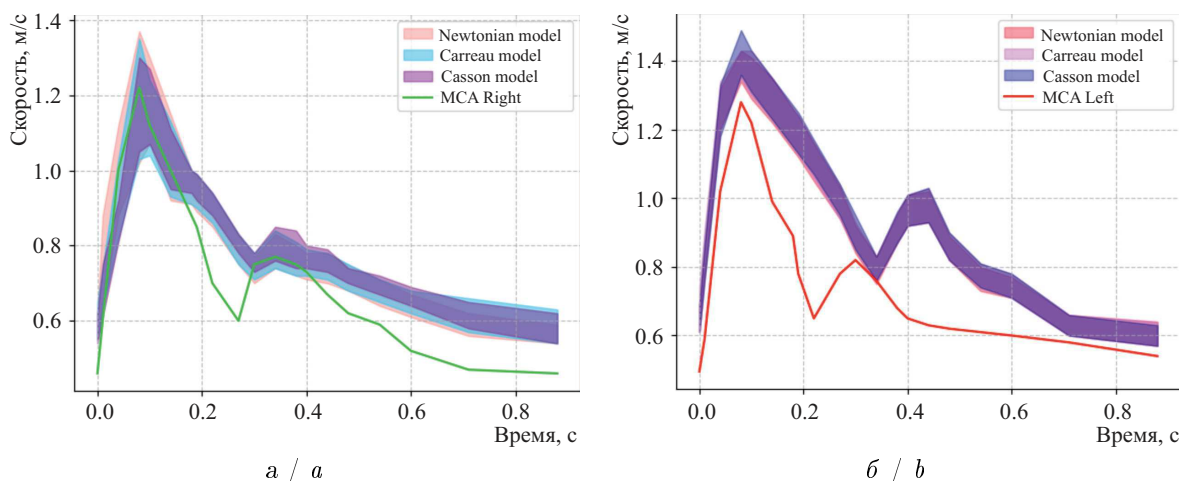 Скорость, м/с
1.4
1.2
1.0
0.8
0.6
Newtonian model
Carreau model
Casson model
MCA Right
0.0 0.2 0.4 0.6 0.8
Время, с
а / a
Скорость, м/с
1.4
1.2
1.0
0.8
0.6
Newtonian model
Carreau model
Casson model
MCA Left
0.0 0.2 0.4 0.6 0.8
Время, с
б / b